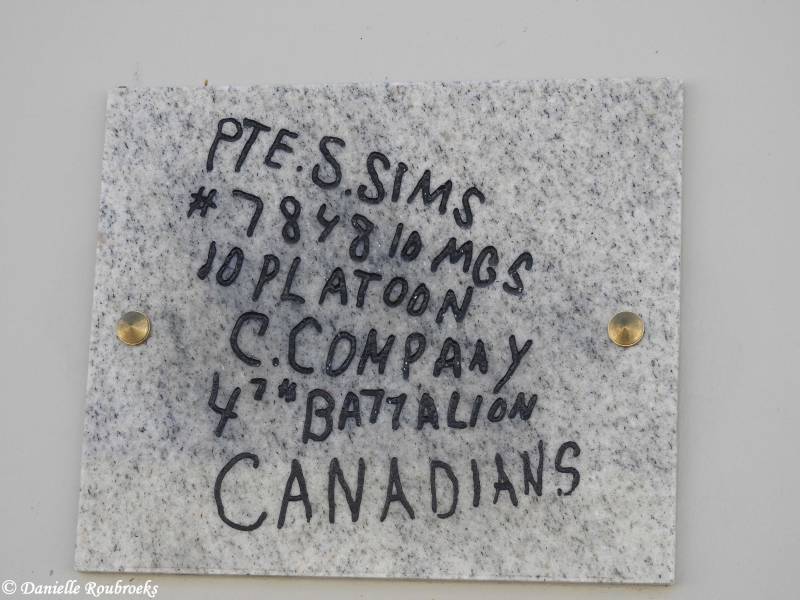 PTE. S. SIMS
# 784810 MGS
10 PLATOON
C. COMPANY
4TH BATTALION
CANADIANS
© Danielle Roubroeks